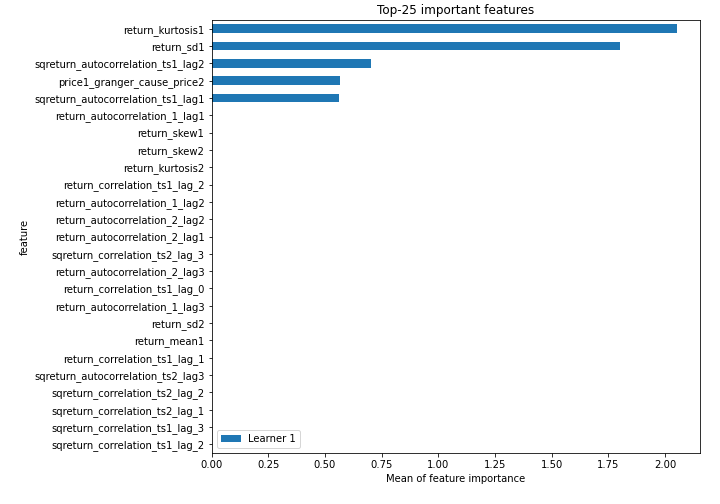 Top-25 important features
return_kurtosis1
return_sd1
sqreturn_autocorrelation_ts1_lag2
price1_granger_cause_price2
sqreturn_autocorrelation_ts1_lag1
return_autocorrelation_1_lag1
return_skew1
return_skew2
return_kurtosis2
return_correlation_ts1_lag_2
return_autocorrelation_1_lag2
return_autocorrelation_2_lag2
return_autocorrelation_2_lag1
sqreturn_correlation_ts2_lag_3
return_autocorrelation_2_lag3
return_correlation_ts1_lag_0
return_autocorrelation_1_lag3
return_sd2
return_mean1
return_correlation_ts1_lag_1
sqreturn_autocorrelation_ts2_lag3
sqreturn_correlation_ts2_lag_2
sqreturn_correlation_ts2_lag_1
sqreturn_correlation_ts1_lag_3
sqreturn_correlation_ts1_lag_2
feature
Learner 1
0.00 0.25 0.50 0.75 1.00 1.25 1.50 1.75 2.00
Mean of feature importance